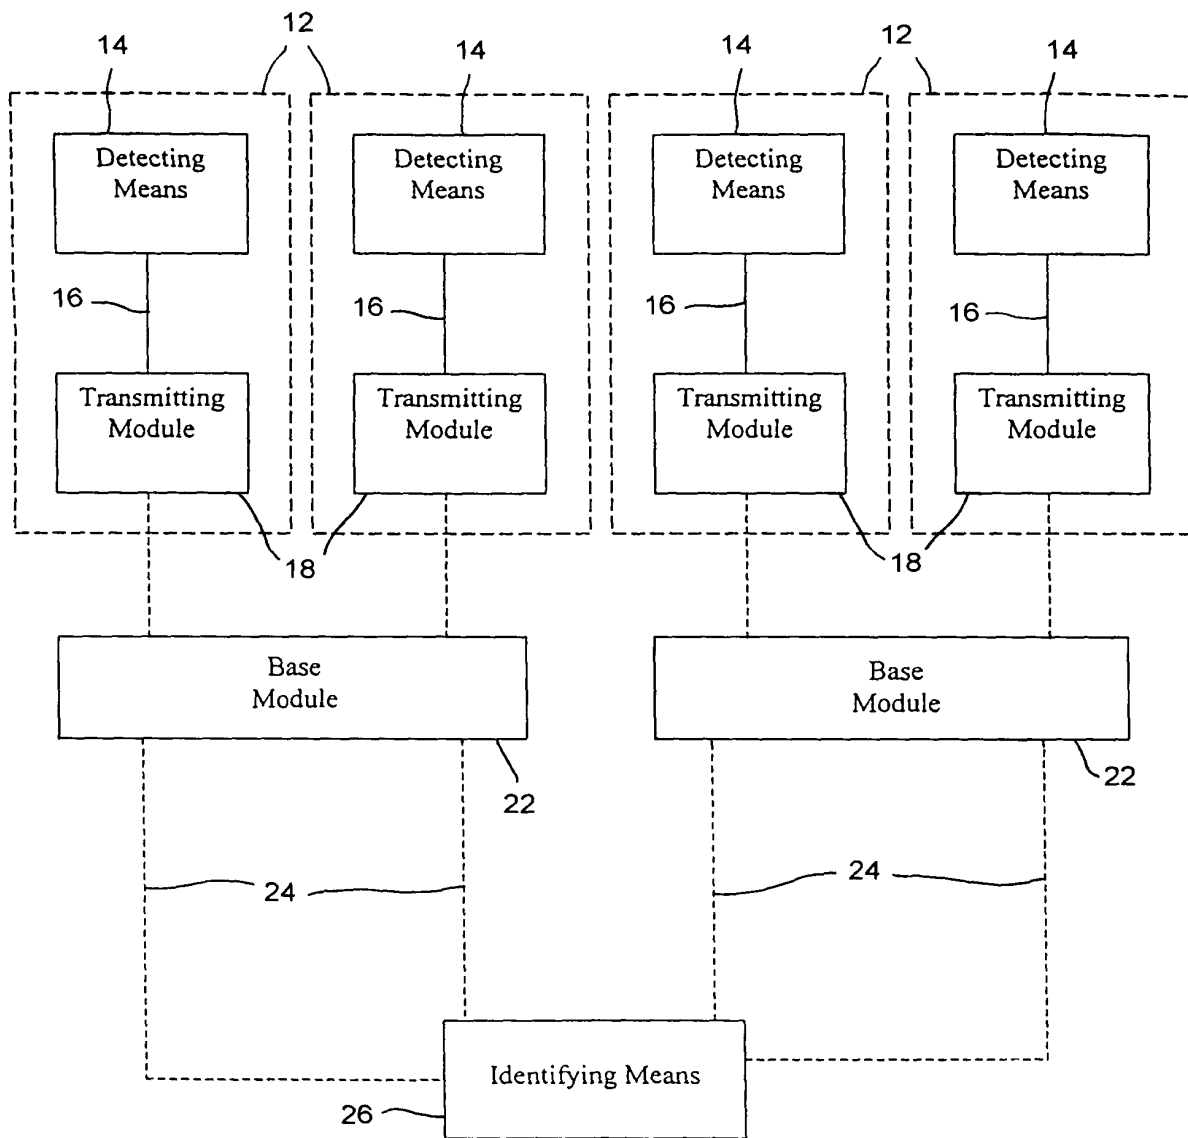 12
12
14
14
14
14
Detecting
Means
Detecting
Means
Detecting
Means
Detecting
Means
16
16
16
16
Transmitting
Module
Transmitting
Module
Transmitting
Module
Transmitting
Module
18
18
Base
Module
Base
Module
22
22
24
24
Identifying Means
26